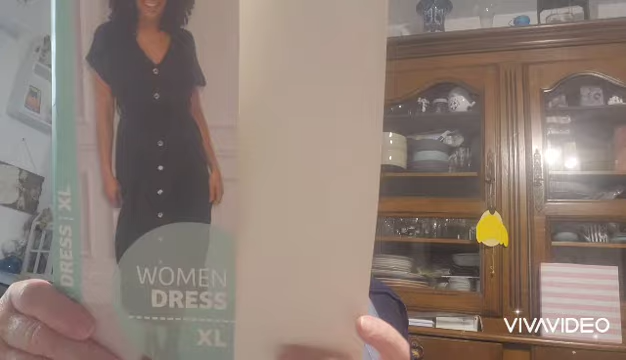 DRESS | XL
WOMEN
DRESS
XL
VIVAVIDEO